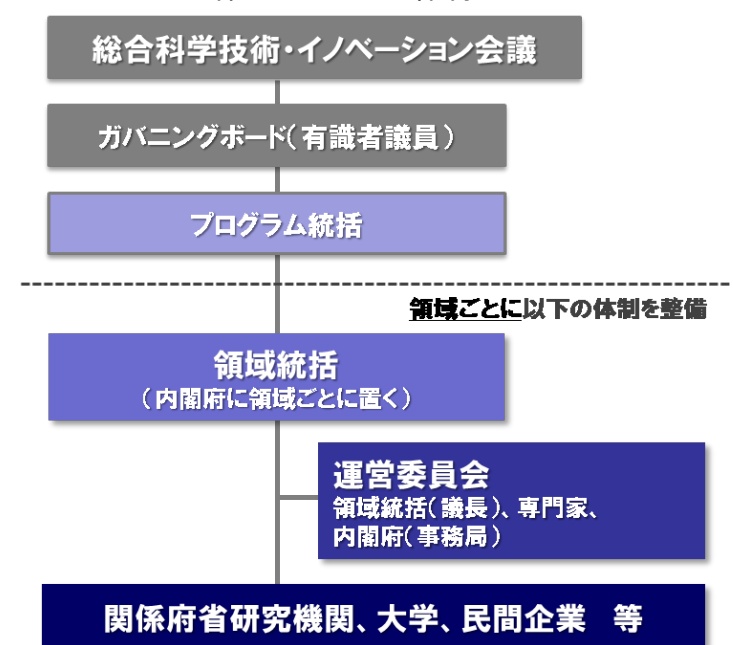 総合科学技術・イノベーション会議
ガバニングボード(有識者議員)
プログラム統括
領域ごとに以下の体制を整備
領域統括
(内閣府に領域ごとに置く)
運営委員会
領域統括(議長)、専門家、
内閣府(事務局)
関係府省研究機関、大学、民間企業 等